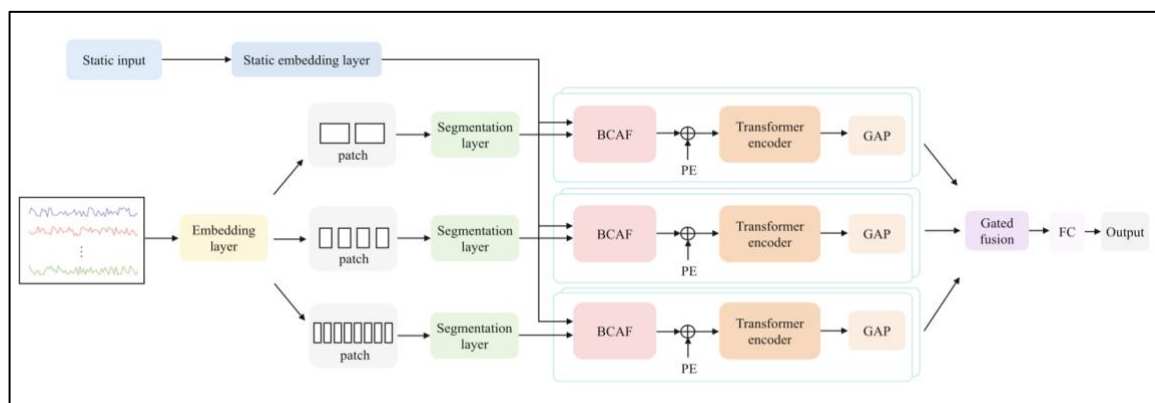 Static input
Static embedding layer
patch
Segmentation
layer
BCAF
PE
Transformer
encoder
GAP
Embedding
layer
patch
Segmentation
layer
BCAF
PE
Transformer
encoder
GAP
Gated
fusion
FC
Output
patch
Segmentation
layer
BCAF
PE
Transformer
encoder
GAP